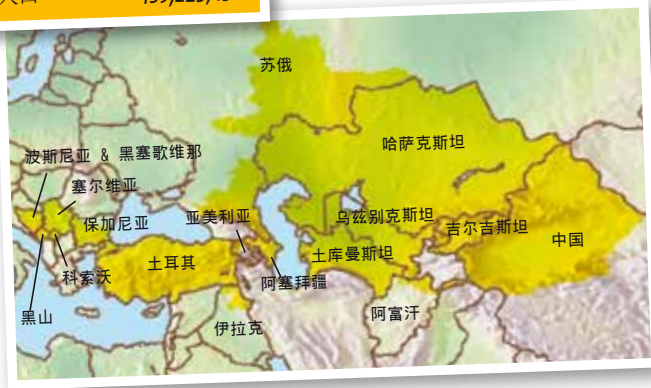 苏俄
哈萨克斯坦
波斯尼亚 & 黑塞歌维那
塞尔维亚
保加尼亚
亚美利亚
乌兹别克斯坦
吉尔吉斯斯坦
中国
土耳其
土库曼斯坦
科索沃
阿塞拜疆
黑山
伊拉克
阿富汗